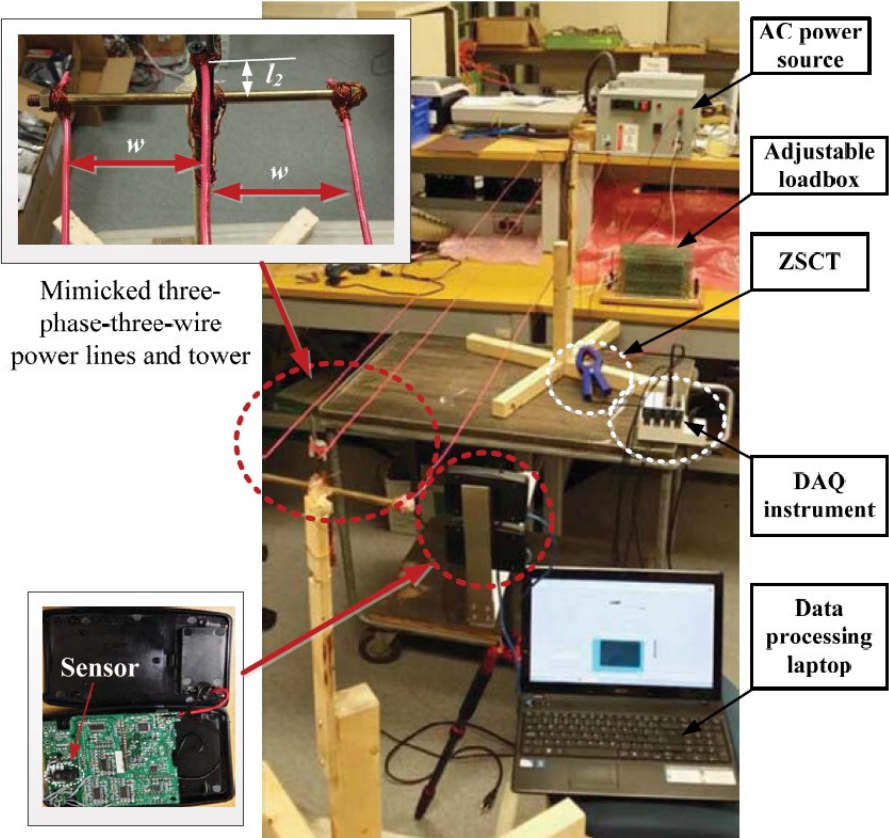 l2
w
w
Mimicked three-
phase-three-wire
power lines and tower
Sensor
AC power
source
Adjustable
loadbox
ZSCT
DAQ
instrument
Data
processing
laptop